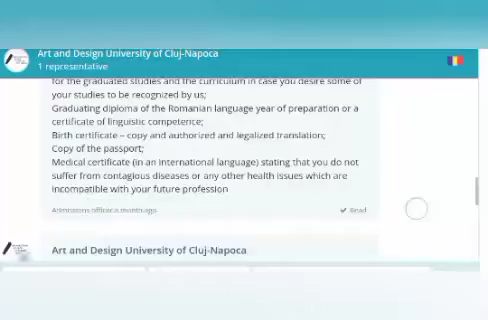 Art and Design University of Cluj-Napoca
1 representative
for the graduated studies and the curriculum in case you desire some of
your studies to be recognized by us;
Graduating diploma of the Romanian language year of preparation or a
certificate of linguistic competence;
Birth certificate – copy and authorized and legalized translation;
Copy of the passport;
Medical certificate (in an international language) stating that you do not
suffer from contagious diseases or any other health issues which are
incompatible with your future profession
Admissions officer a month ago
Read
Art and Design University of Cluj-Napoca